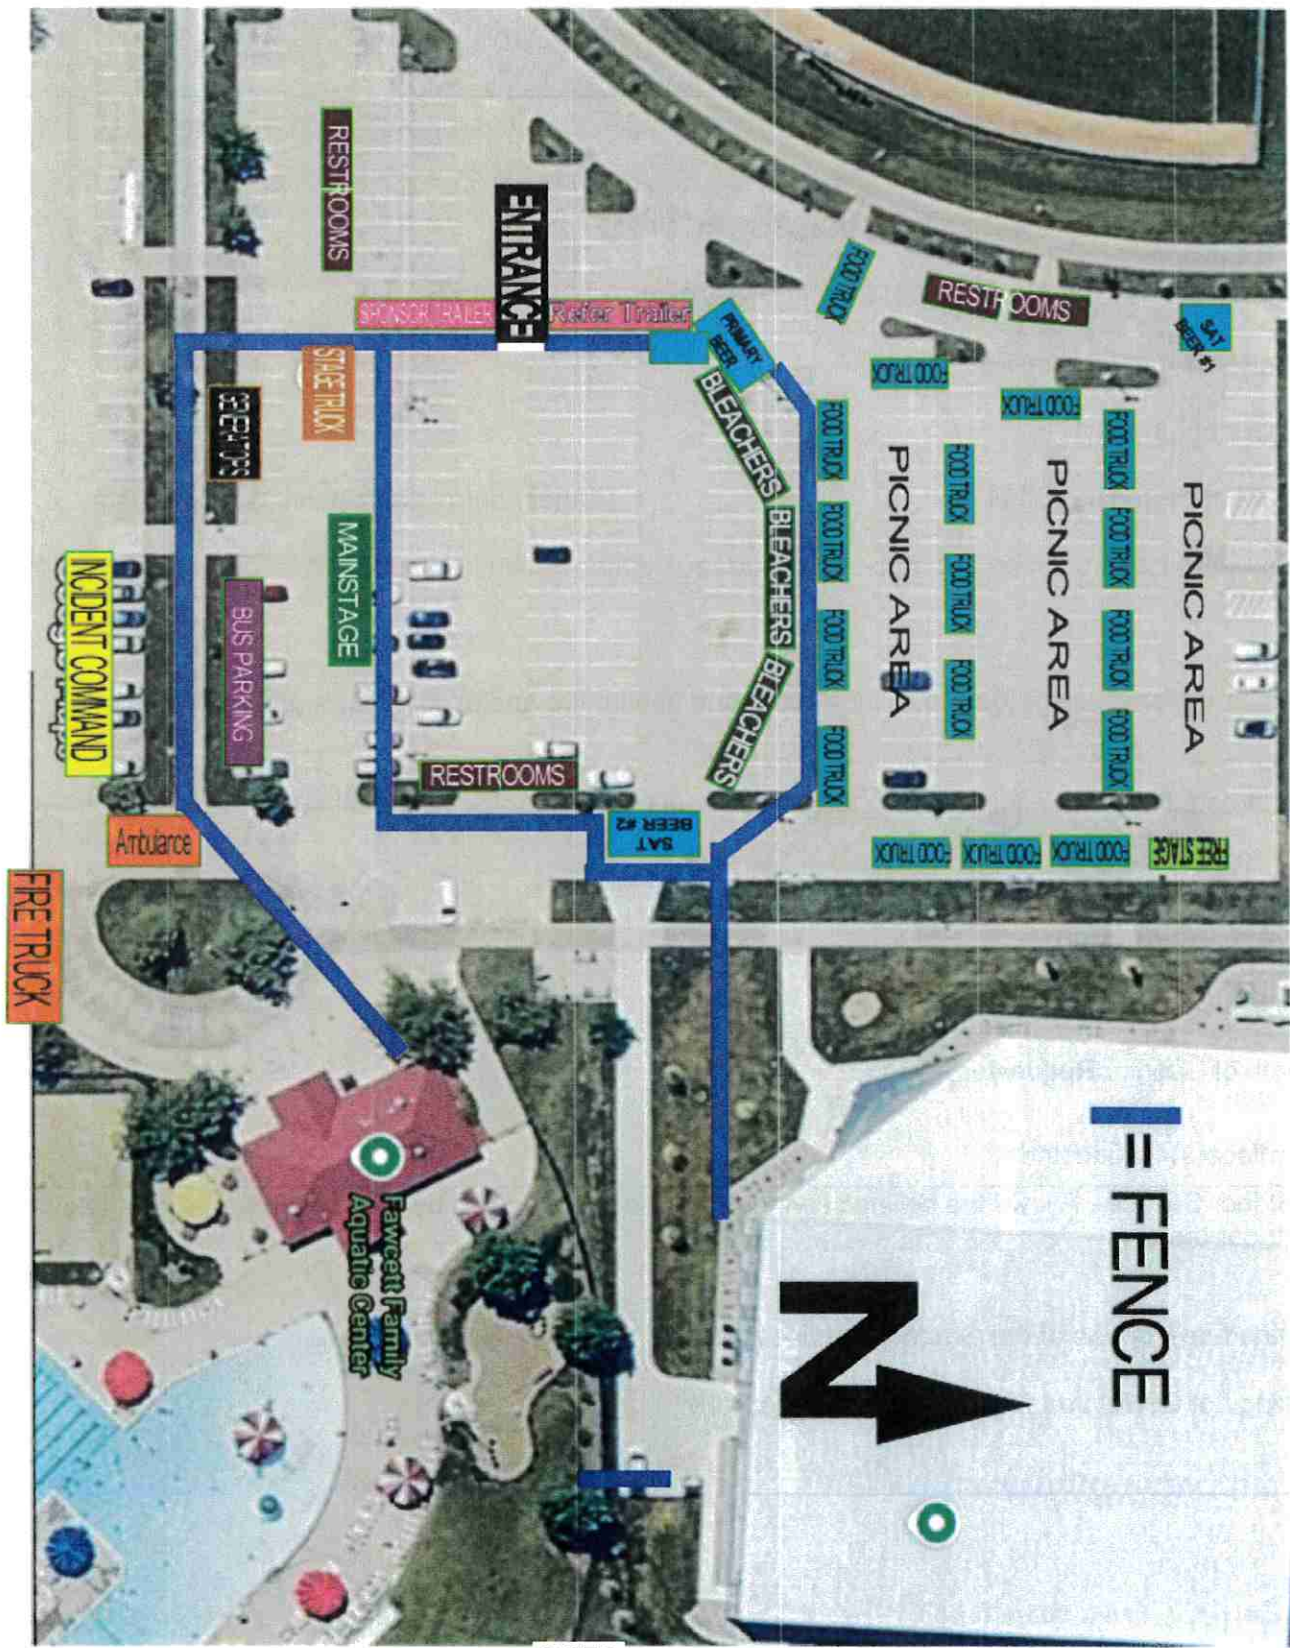 SAT
BEER #1
PICNIC AREA
FREE STAGE
= FENCE
FOOD TRUCK
FOOD TRUCK
FOOD TRUCK
FOOD TRUCK
FOOD TRUCK
RESTROOMS
FOOD TRUCK
PICNIC AREA
FOOD TRUCK
FOOD TRUCK
FOOD TRUCK
FOOD TRUCK
FOOD TRUCK
FOOD TRUCK
PICNIC AREA
FOOD TRUCK
N
FOOD TRUCK
FOOD TRUCK
FOOD TRUCK
FOOD TRUCK
FOOD TRUCK
PRIMARY
BEER
BLEACHERS
BLEACHERS
BLEACHERS
SAT
BEER #2
Refer Trailer
ENTRANCE
SPONSOR TRAILER
RESTROOMS
RESTROOMS
STAGE TRUCK
MAINSTAGE
Fawcett Family
Aquatic Center
GENERATORS
BUS PARKING
Ambulance
INCIDENT COMMAND
FIRE TRUCK